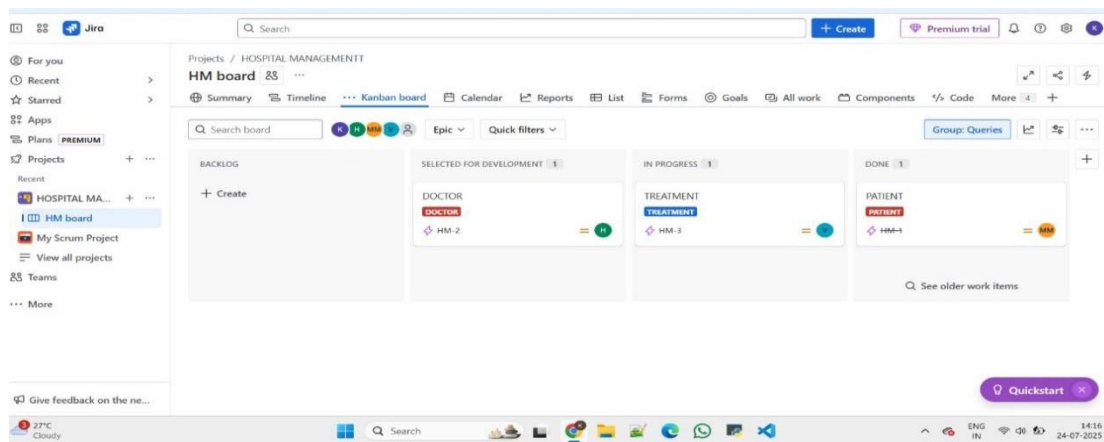 Jira
Search
+ Create
Premium trial
K
For you
Recent
Starred
Apps
Plans PREMIUM
Projects
Recent
HOSPITAL MA...
HM board
My Scrum Project
View all projects
Teams
More
Give feedback on the ne...
Projects / HOSPITAL MANAGEMENTT
HM board
Summary Timeline Kanban board Calendar Reports List Forms Goals All work Components Code More 4
Search board K H MM V Epic Quick filters Group: Queries
BACKLOG
+ Create
SELECTED FOR DEVELOPMENT 1
DOCTOR
DOCTOR
HM-2 H
IN PROGRESS 1
TREATMENT
TREATMENT
HM-3 V
DONE 1
PATIENT
PATIENT
HM-1 MM
See older work items
Quickstart
27°C
Cloudy
Search
ENG
IN
14:16
24-07-2025